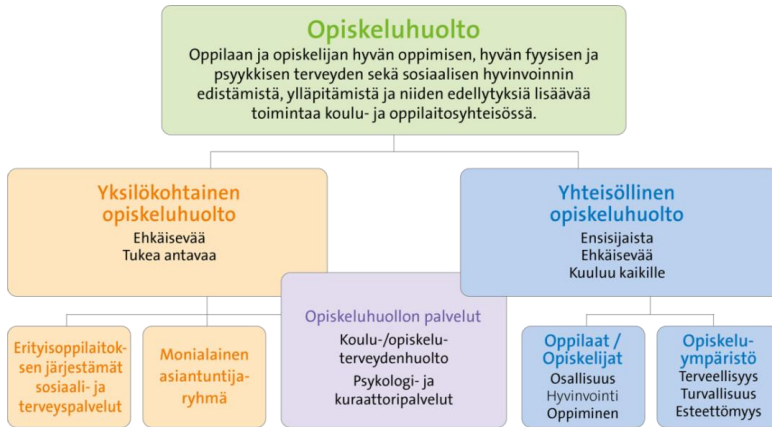 Opiskeluhuolto
Oppilaan ja opiskelijan hyvän oppimisen, hyvän fyysisen ja
psyykkisen terveyden sekä sosiaalisen hyvinvoinnin
edistämistä, ylläpitämistä ja niiden edellytyksiä lisäävää
toimintaa koulu- ja oppilaitosyhteisössä.
Yksilökohtainen
opiskeluhuolto
Ehkäisevää
Tukea antavaa
Yhteisöllinen
opiskeluhuolto
Ensisijaista
Ehkäisevää
Kuuluu kaikille
Erityisoppilaitok-
sen järjestämät
sosiaali- ja
terveyspalvelut
Monialainen
asiantuntija-
ryhmä
Opiskeluhuollon palvelut
Koulu-/opiskelu-
terveydenhuolto
Psykologi- ja
kuraattoripalvelut
Oppilaat /
Opiskelijat
Osallisuus
Hyvinvointi
Oppiminen
Opiskelu-
ympäristö
Terveellisyys
Turvallisuus
Esteettömyys